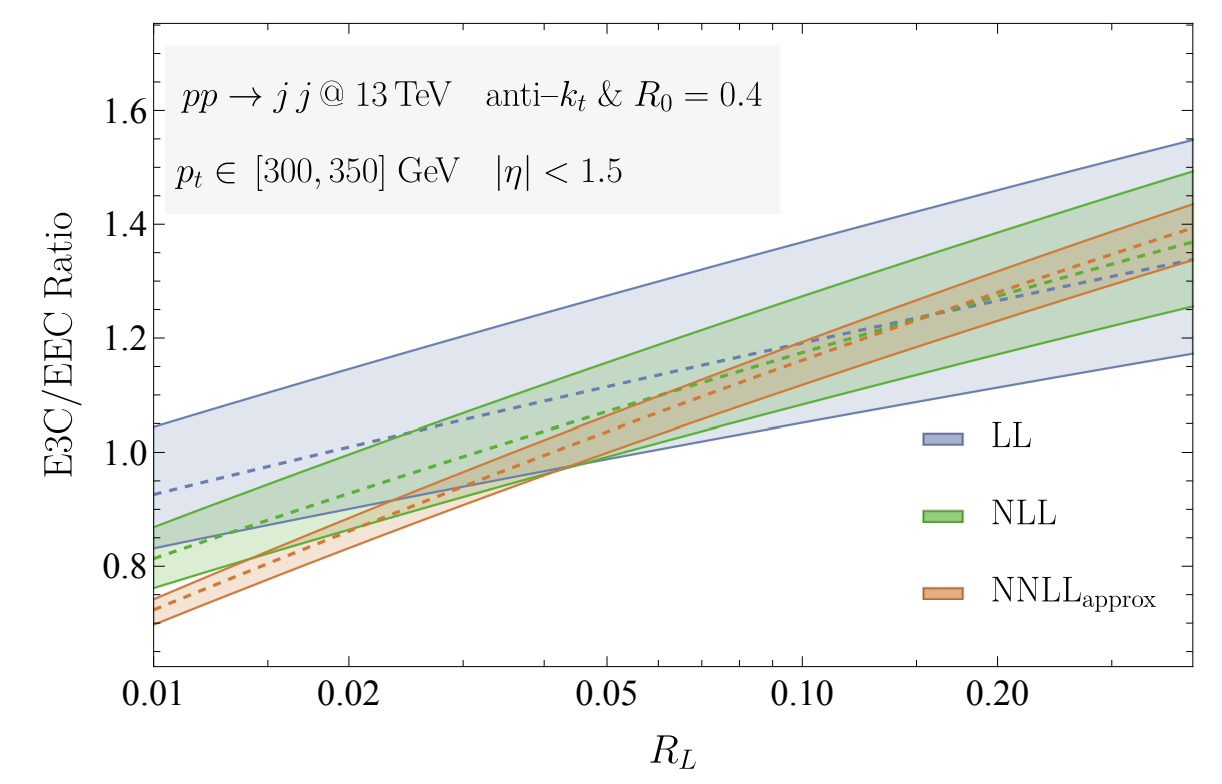 pp → j j @ 13 TeV anti–k_t & R_0 = 0.4
p_t ∈ [300, 350] GeV |η| < 1.5
E3C/EEC Ratio
1.6
1.4
1.2
1.0
0.8
LL
NLL
NNLL_approx
0.01 0.02 0.05 0.10 0.20
R_L